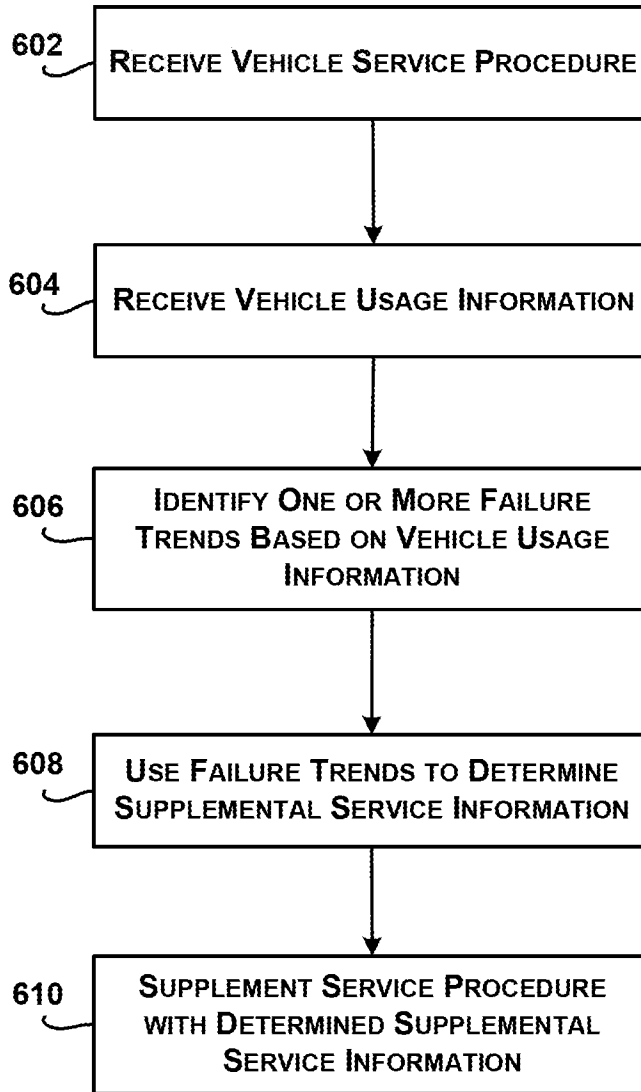 602
RECEIVE VEHICLE SERVICE PROCEDURE
604
RECEIVE VEHICLE USAGE INFORMATION
606
IDENTIFY ONE OR MORE FAILURE
TRENDS BASED ON VEHICLE USAGE
INFORMATION
608
USE FAILURE TRENDS TO DETERMINE
SUPPLEMENTAL SERVICE INFORMATION
610
SUPPLEMENT SERVICE PROCEDURE
WITH DETERMINED SUPPLEMENTAL
SERVICE INFORMATION